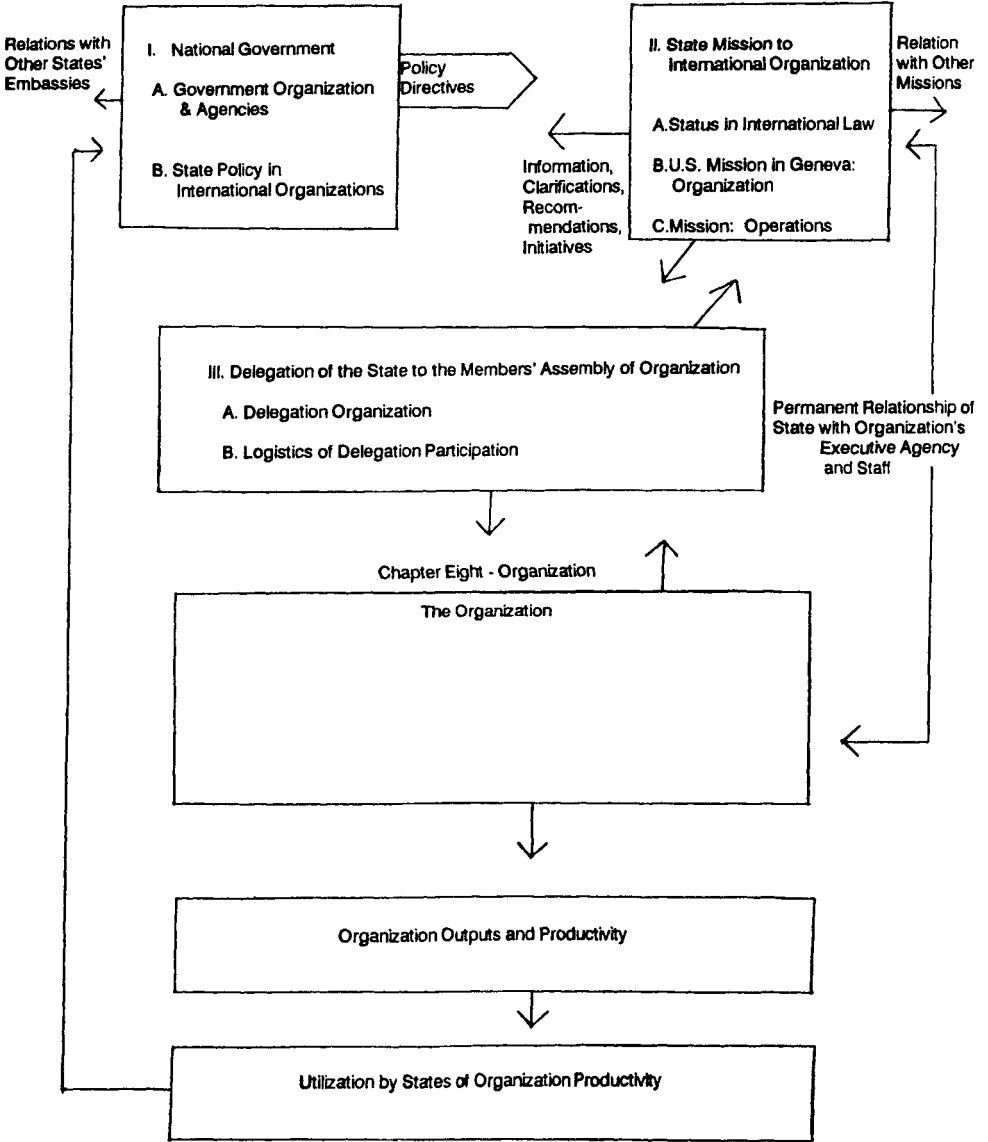 Relations with
Other States'
Embassies
I. National Government
A. Government Organization
& Agencies
B. State Policy in
International Organizations
Policy
Directives
II. State Mission to
International Organization
A.Status in International Law
B.U.S. Mission in Geneva:
Organization
C.Mission: Operations
Relation
with Other
Missions
Information,
Clarifications,
Recom-
mendations,
Initiatives
III. Delegation of the State to the Members' Assembly of Organization
A. Delegation Organization
B. Logistics of Delegation Participation
Permanent Relationship of
State with Organization's
Executive Agency
and Staff
Chapter Eight - Organization
The Organization
Organization Outputs and Productivity
Utilization by States of Organization Productivity